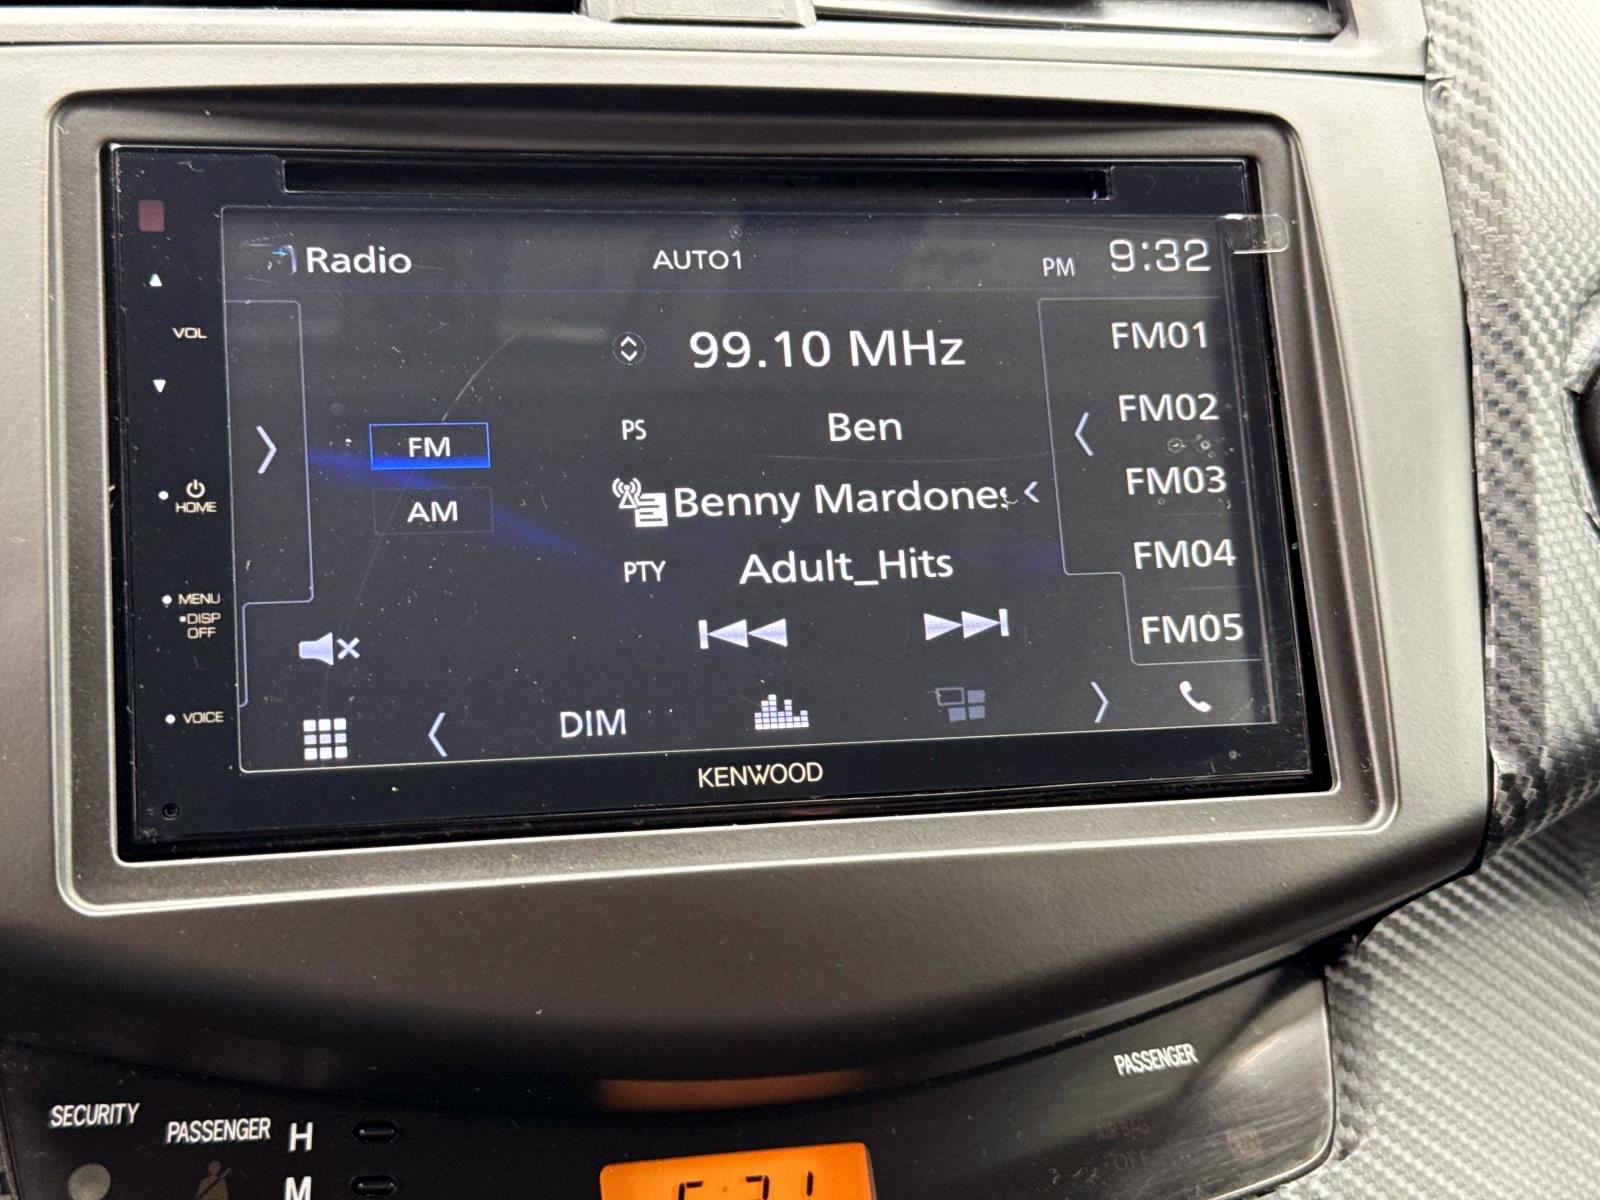 Radio AUTO1 PM 9:32
VOL
99.10 MHz
PS Ben
Benny Mardone
PTY Adult_Hits
FM
AM
FM01
FM02
FM03
FM04
FM05
HOME
MENU
DISP
OFF
VOICE
DIM
KENWOOD
SECURITY
PASSENGER
H
M
PASSENGER